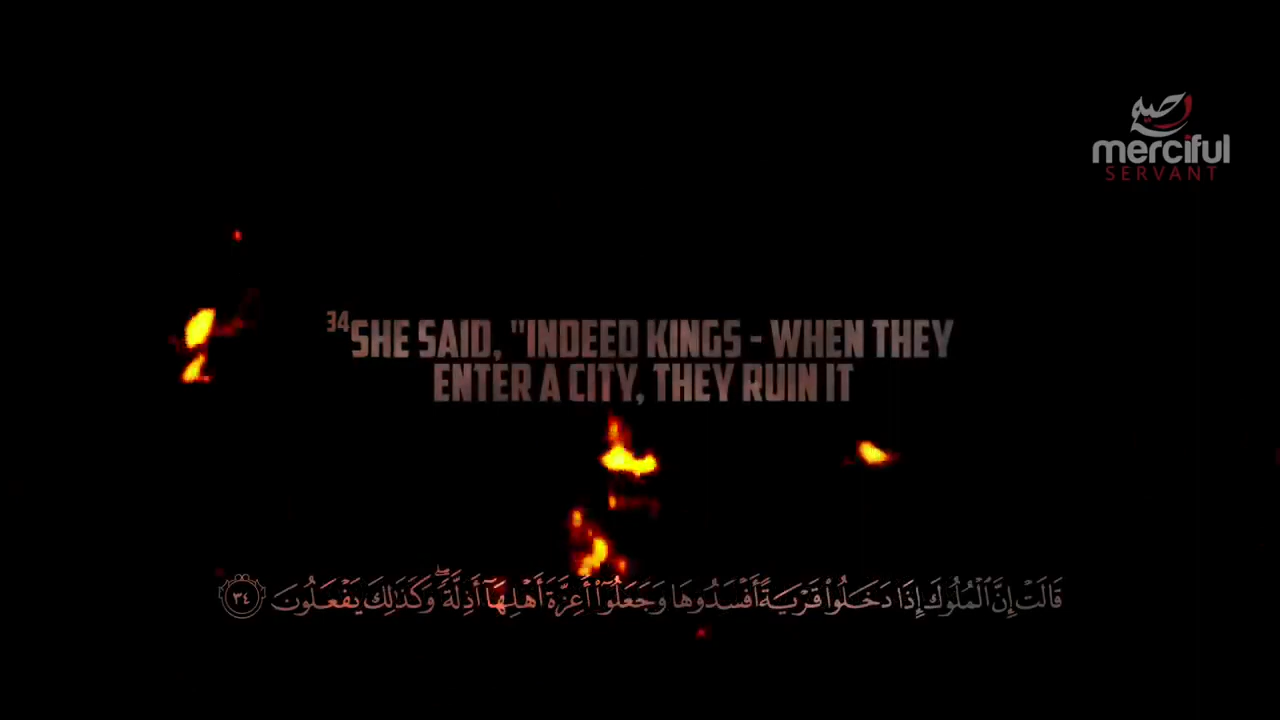 رحيم
merciful
SERVANT
34SHE SAID, "INDEED KINGS - WHEN THEY
ENTER A CITY, THEY RUIN IT
قَالَتْ إِنَّ ٱلْمُلُوكَ إِذَا دَخَلُوا۟ قَرْيَةً أَفْسَدُوهَا وَجَعَلُوٓا۟ أَعِزَّةَ أَهْلِهَآ أَذِلَّةً ۖ وَكَذَٰلِكَ يَفْعَلُونَ ٣٤